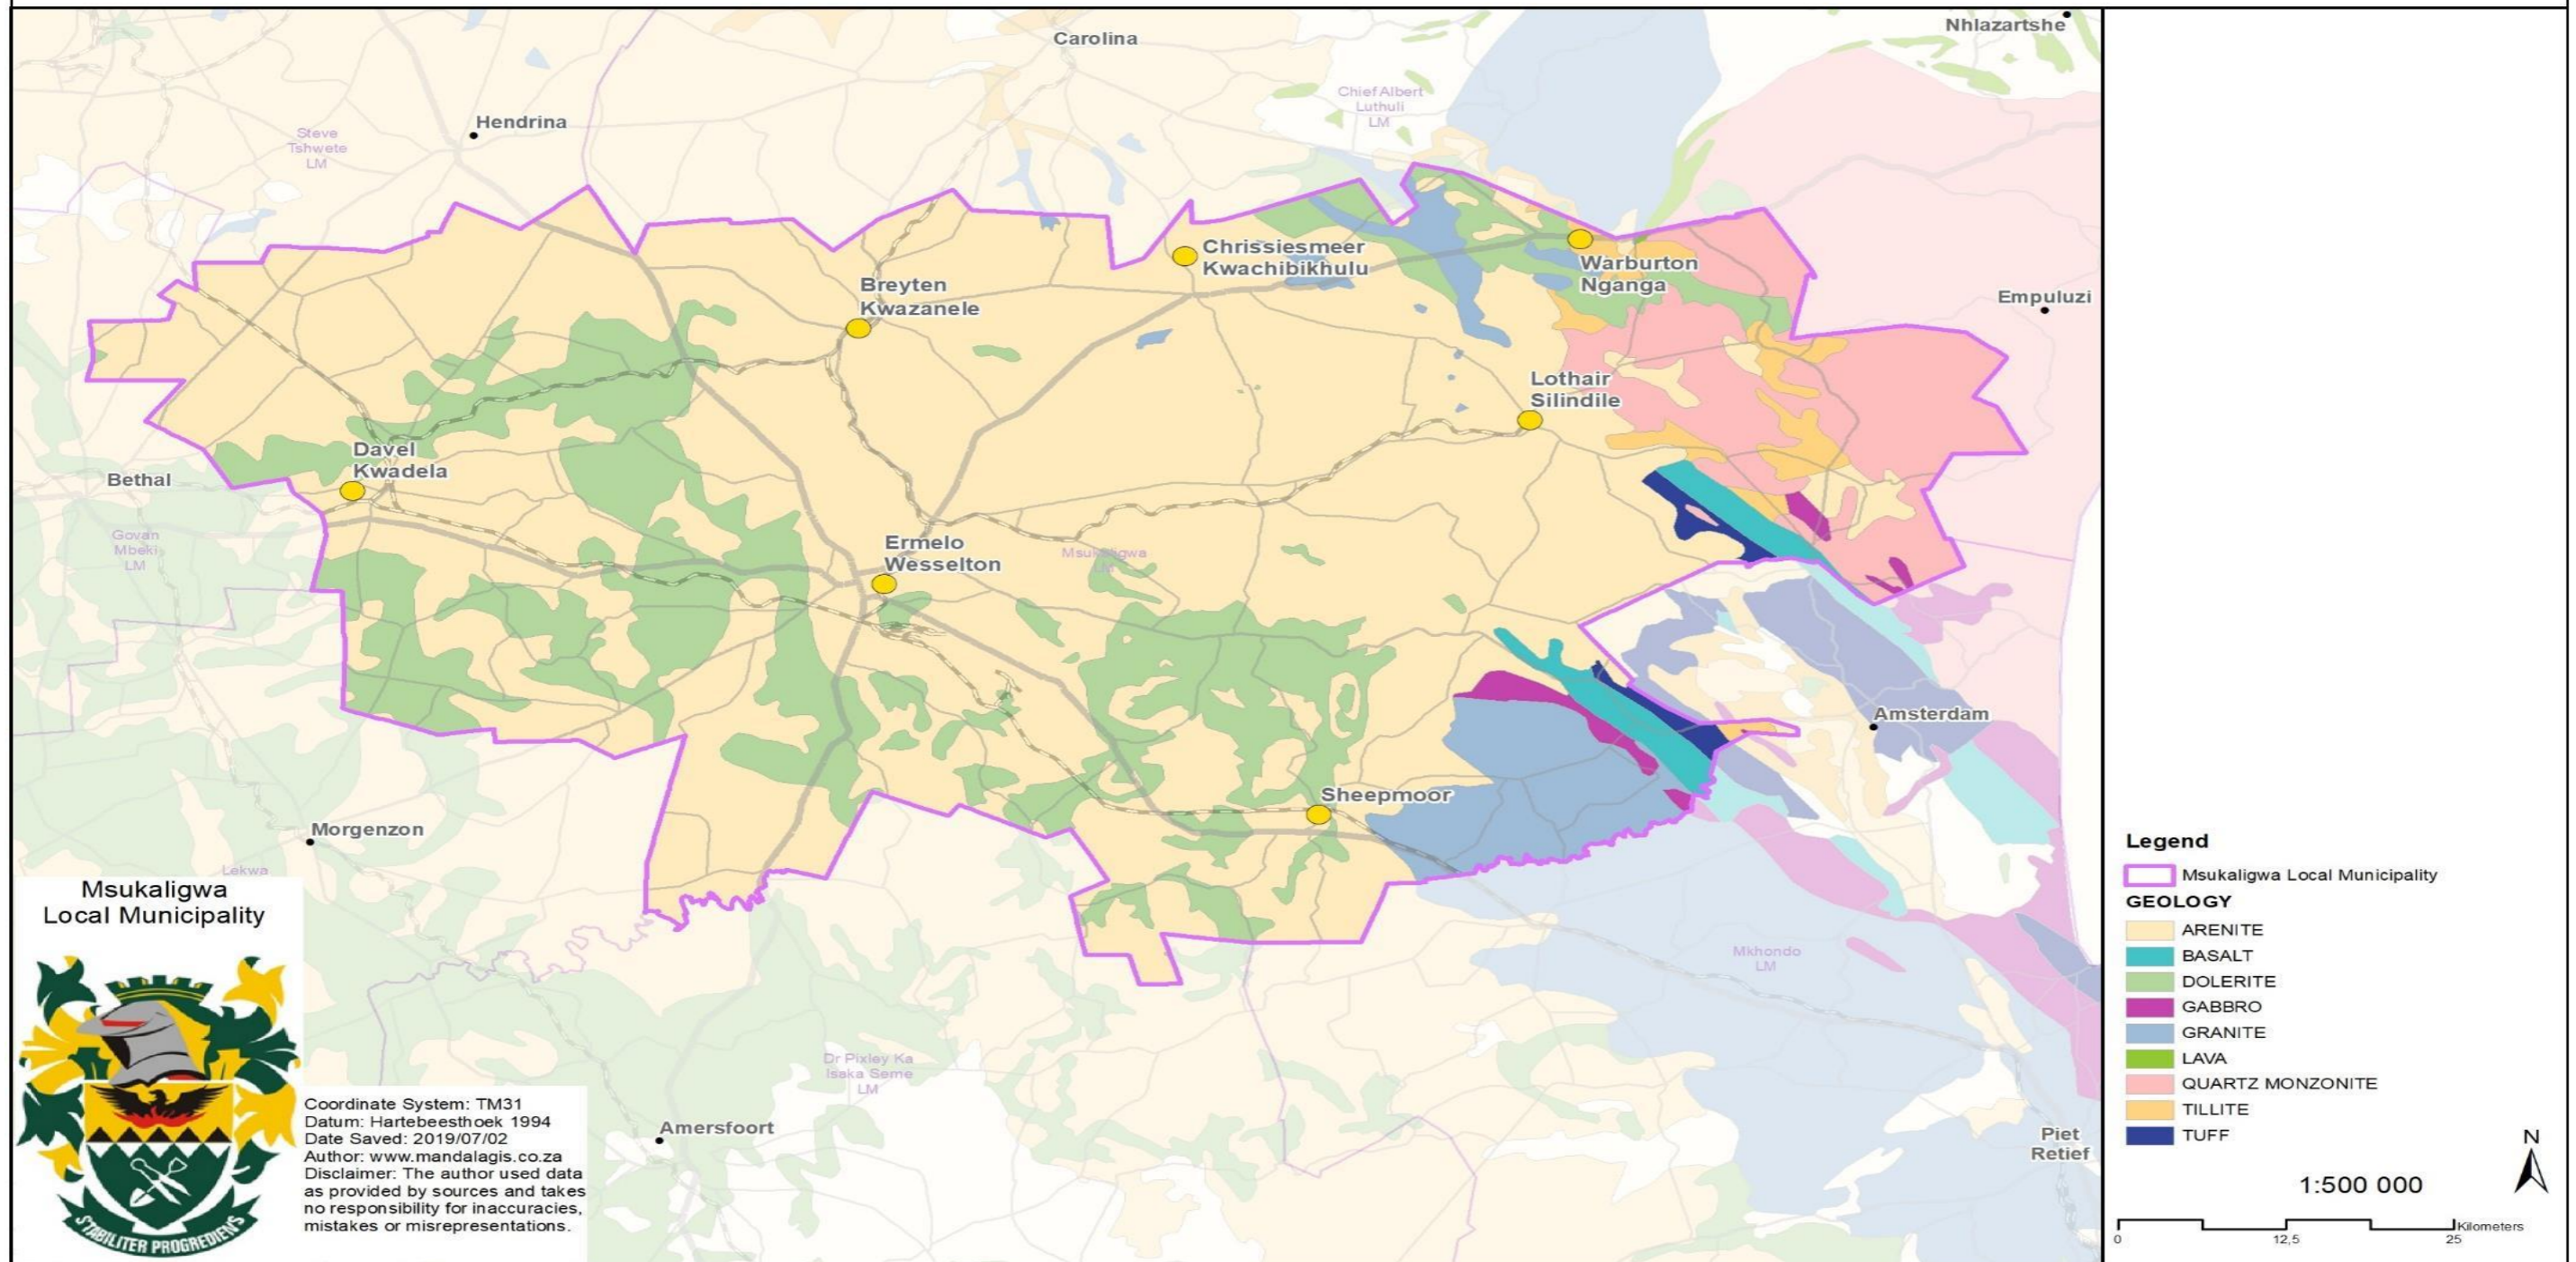 Carolina
Nhlazartshe
Chief Albert
Luthuli
LM
Hendrina
Steve
Tshwete
LM
Chrissiesmeer
Kwachibikhulu
Warburton
Nganga
Breyten
Kwazanele
Empuluzi
Lothair
Silindile
Davel
Kwadela
Bethal
Govan
Mbeki
LM
Ermelo
Wesselton
Msukaligwa
LM
Amsterdam
Sheepmoor
Morgenzon
Lekwa
Mkhondo
LM
Dr Pixley Ka
Isaka Seme
LM
Amersfoort
Piet
Retief
Msukaligwa
Local Municipality
STABILITER PROGREDIENS
Coordinate System: TM31
Datum: Hartebeesthoek 1994
Date Saved: 2019/07/02
Author: www.mandalagis.co.za
Disclaimer: The author used data
as provided by sources and takes
no responsibility for inaccuracies,
mistakes or misrepresentations.
Legend
Msukaligwa Local Municipality
GEOLOGY
ARENITE
BASALT
DOLERITE
GABBRO
GRANITE
LAVA
QUARTZ MONZONITE
TILLITE
TUFF
N
1:500 000
Kilometers
0 12,5 25